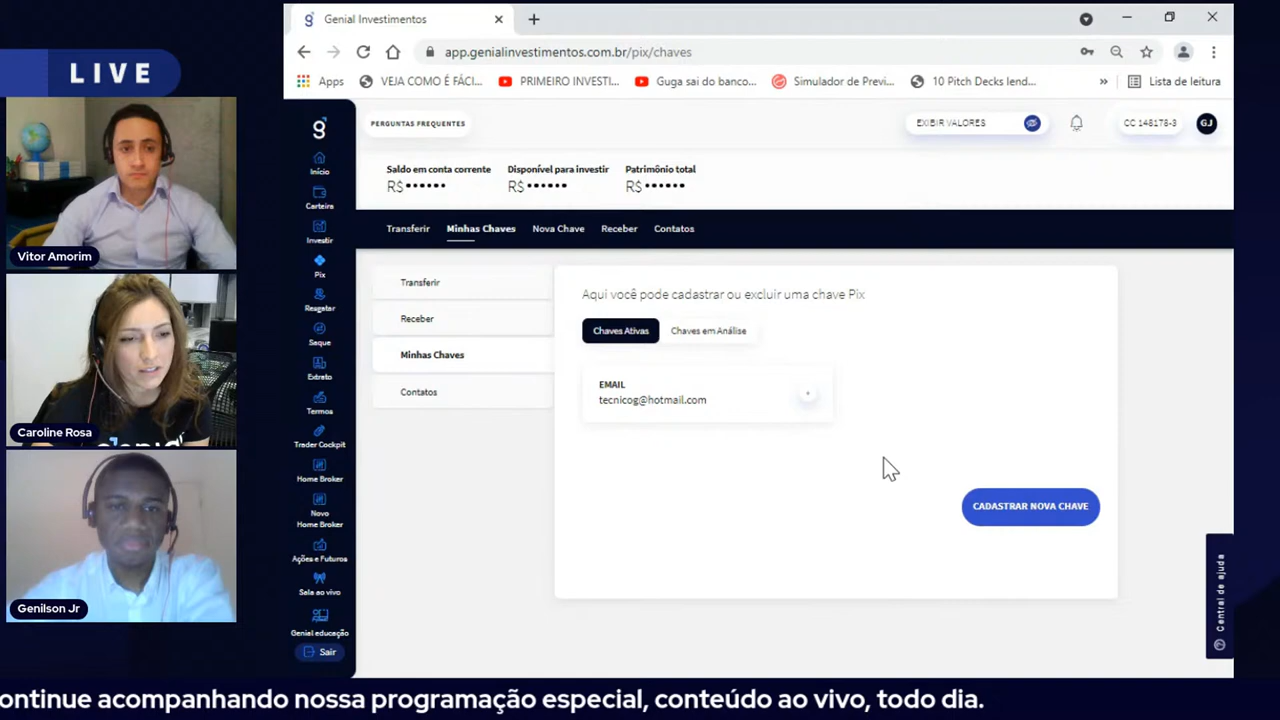 LIVE
Vitor Amorim
Caroline Rosa
Genilson Jr
Genial Investimentos
app.genialinvestimentos.com.br/pix/chaves
Apps
VEJA COMO É FÁCI...
PRIMEIRO INVESTI...
Guga sai do banco...
Simulador de Previ...
10 Pitch Decks lend...
»
Lista de leitura
g
PERGUNTAS FREQUENTES
EXIBIR VALORES
CC 148178-3
GJ
Saldo em conta corrente
R$ ••••••
Disponível para investir
R$ ••••••
Patrimônio total
R$ ••••••
Início
Carteira
Investir
Pix
Resgatar
Saque
Extrato
Termos
Trader Cockpit
Home Broker
Novo
Home Broker
Ações e Futuros
Sala ao vivo
Genial educação
Sair
Transferir
Minhas Chaves
Nova Chave
Receber
Contatos
Transferir
Receber
Minhas Chaves
Contatos
Aqui você pode cadastrar ou excluir uma chave Pix
Chaves Ativas
Chaves em Análise
EMAIL
tecnicog@hotmail.com
CADASTRAR NOVA CHAVE
Central de ajuda
ontinue acompanhando nossa programação especial, conteúdo ao vivo, todo dia.